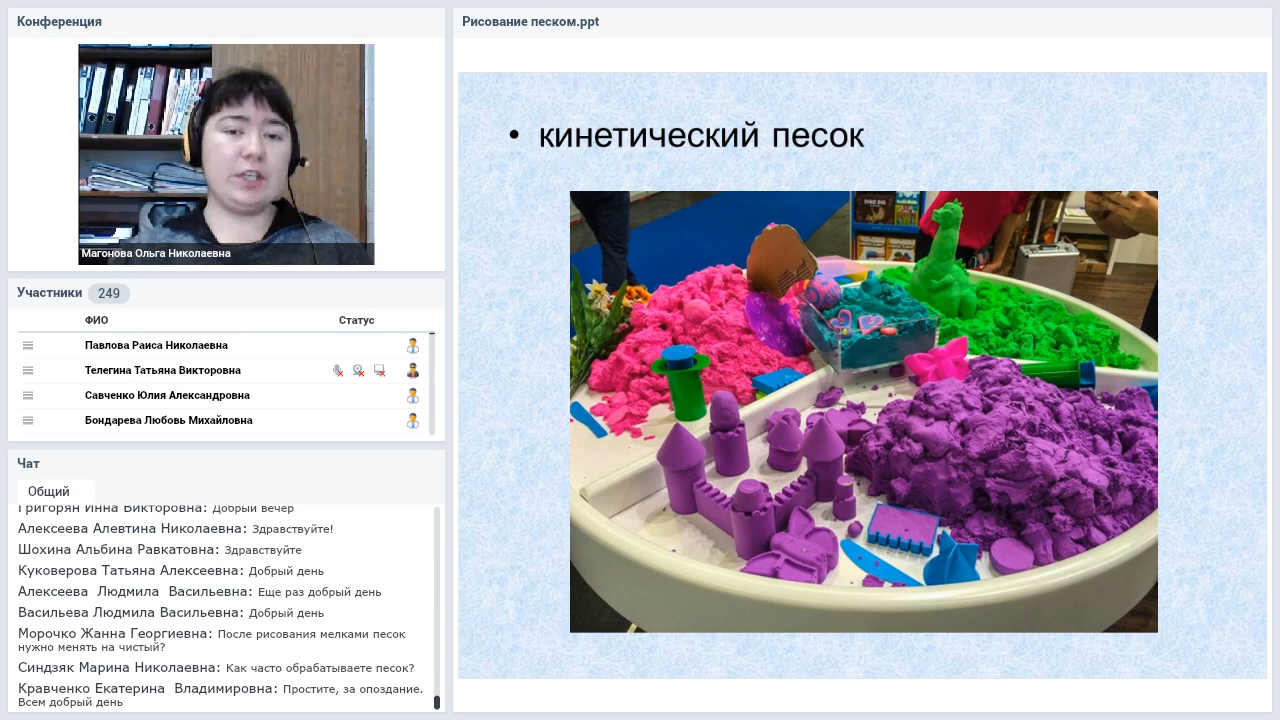 Конференция
Магонова Ольга Николаевна
Участники 249
ФИО Статус
Павлова Раиса Николаевна
Телегина Татьяна Викторовна
Савченко Юлия Александровна
Бондарева Любовь Михайловна
Чат
Общий
Григорян Инна Викторовна: Добрый вечер
Алексеева Алевтина Николаевна: Здравствуйте!
Шохина Альбина Равкатовна: Здравствуйте
Куковерова Татьяна Алексеевна: Добрый день
Алексеева Людмила Васильевна: Еще раз добрый день
Васильева Людмила Васильевна: Добрый день
Морочко Жанна Георгиевна: После рисования мелками песок
нужно менять на чистый?
Синдзяк Марина Николаевна: Как часто обрабатываете песок?
Кравченко Екатерина Владимировна: Простите, за опоздание.
Всем добрый день
Рисование песком.ppt
• кинетический песок
DINO DIG